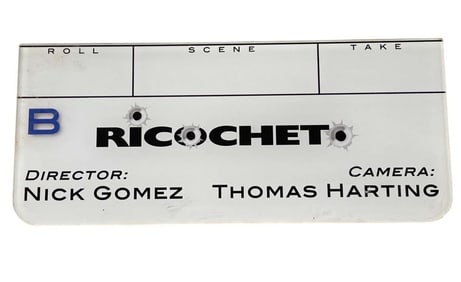 ROLL SCENE TAKE
B RICOCHET
DIRECTOR: CAMERA:
NICK GOMEZ THOMAS HARTING